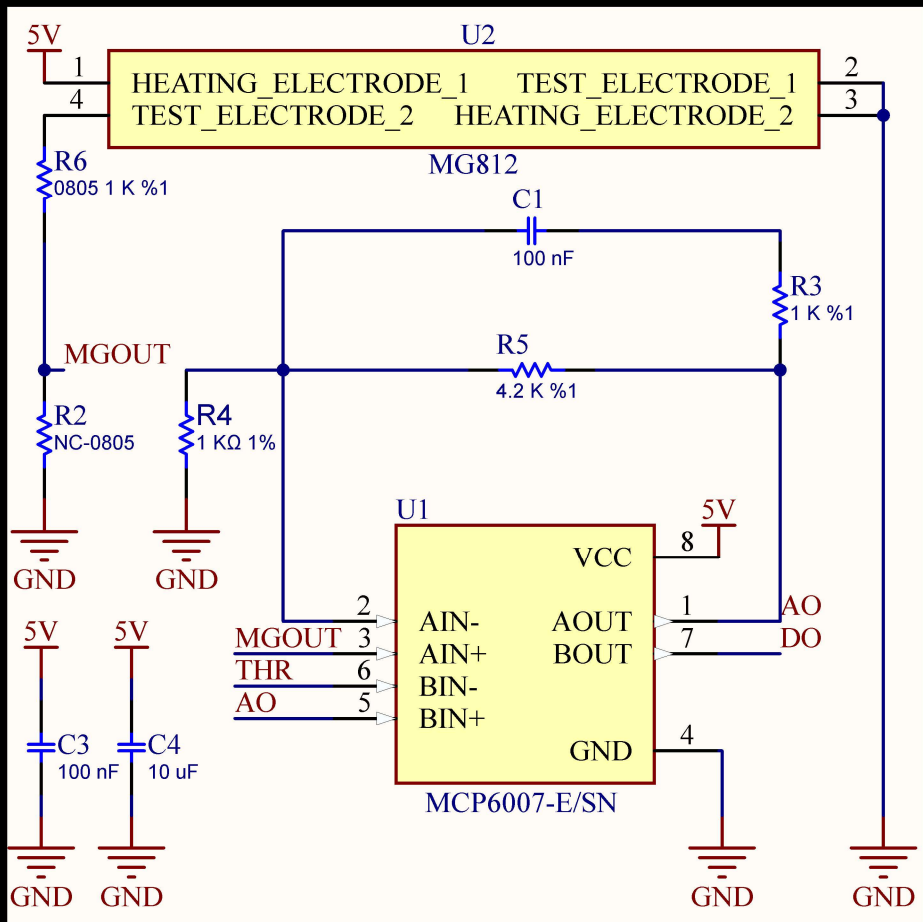 5V
U2
1
HEATING_ELECTRODE_1
TEST_ELECTRODE_1
2
4
TEST_ELECTRODE_2
HEATING_ELECTRODE_2
3
MG812
R6
0805 1 K %1
C1
100 nF
R3
1 K %1
MGOUT
R5
4.2 K %1
R2
NC-0805
R4
1 KΩ 1%
GND
GND
U1
5V
VCC
8
2
AIN-
AOUT
1
AO
MGOUT
3
AIN+
BOUT
7
DO
THR
6
BIN-
AO
5
BIN+
GND
4
MCP6007-E/SN
5V
5V
C3
100 nF
C4
10 uF
GND
GND
GND
GND